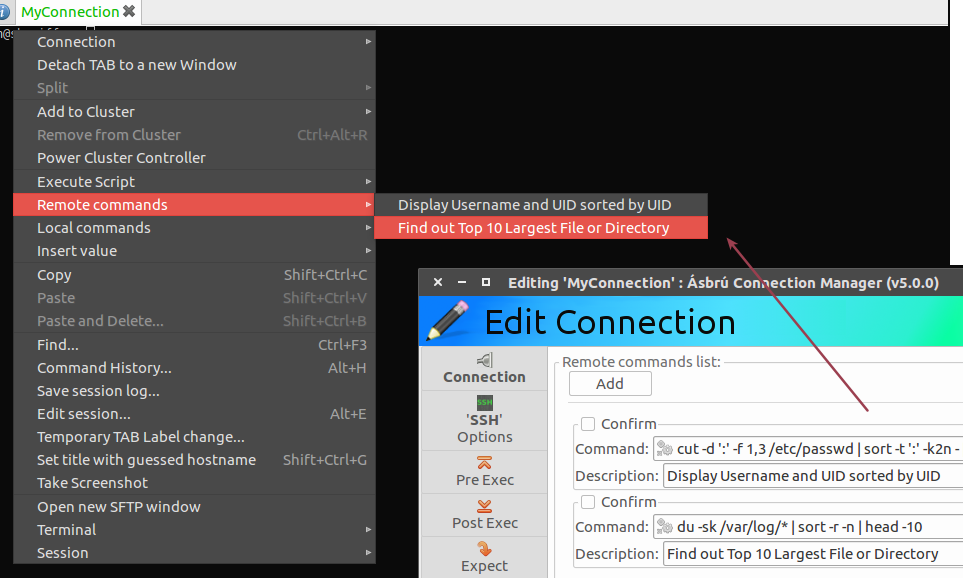 MyConnection
Connection
Detach TAB to a new Window
Split
Add to Cluster
Remove from Cluster Ctrl+Alt+R
Power Cluster Controller
Execute Script
Remote commands
Local commands
Insert value
Copy Shift+Ctrl+C
Paste Shift+Ctrl+V
Paste and Delete... Shift+Ctrl+B
Find... Ctrl+F3
Command History... Alt+H
Save session log...
Edit session... Alt+E
Temporary TAB Label change...
Set title with guessed hostname Shift+Ctrl+G
Take Screenshot
Open new SFTP window
Terminal
Session
Display Username and UID sorted by UID
Find out Top 10 Largest File or Directory
Editing 'MyConnection' : Ásbrú Connection Manager (v5.0.0)
Edit Connection
Connection
SSH
'SSH'
Options
Pre Exec
Post Exec
Expect
Remote commands list:
Add
Confirm
Command: cut -d ':' -f 1,3 /etc/passwd | sort -t ':' -k2n -
Description: Display Username and UID sorted by UID
Confirm
Command: du -sk /var/log/* | sort -r -n | head -10
Description: Find out Top 10 Largest File or Directory